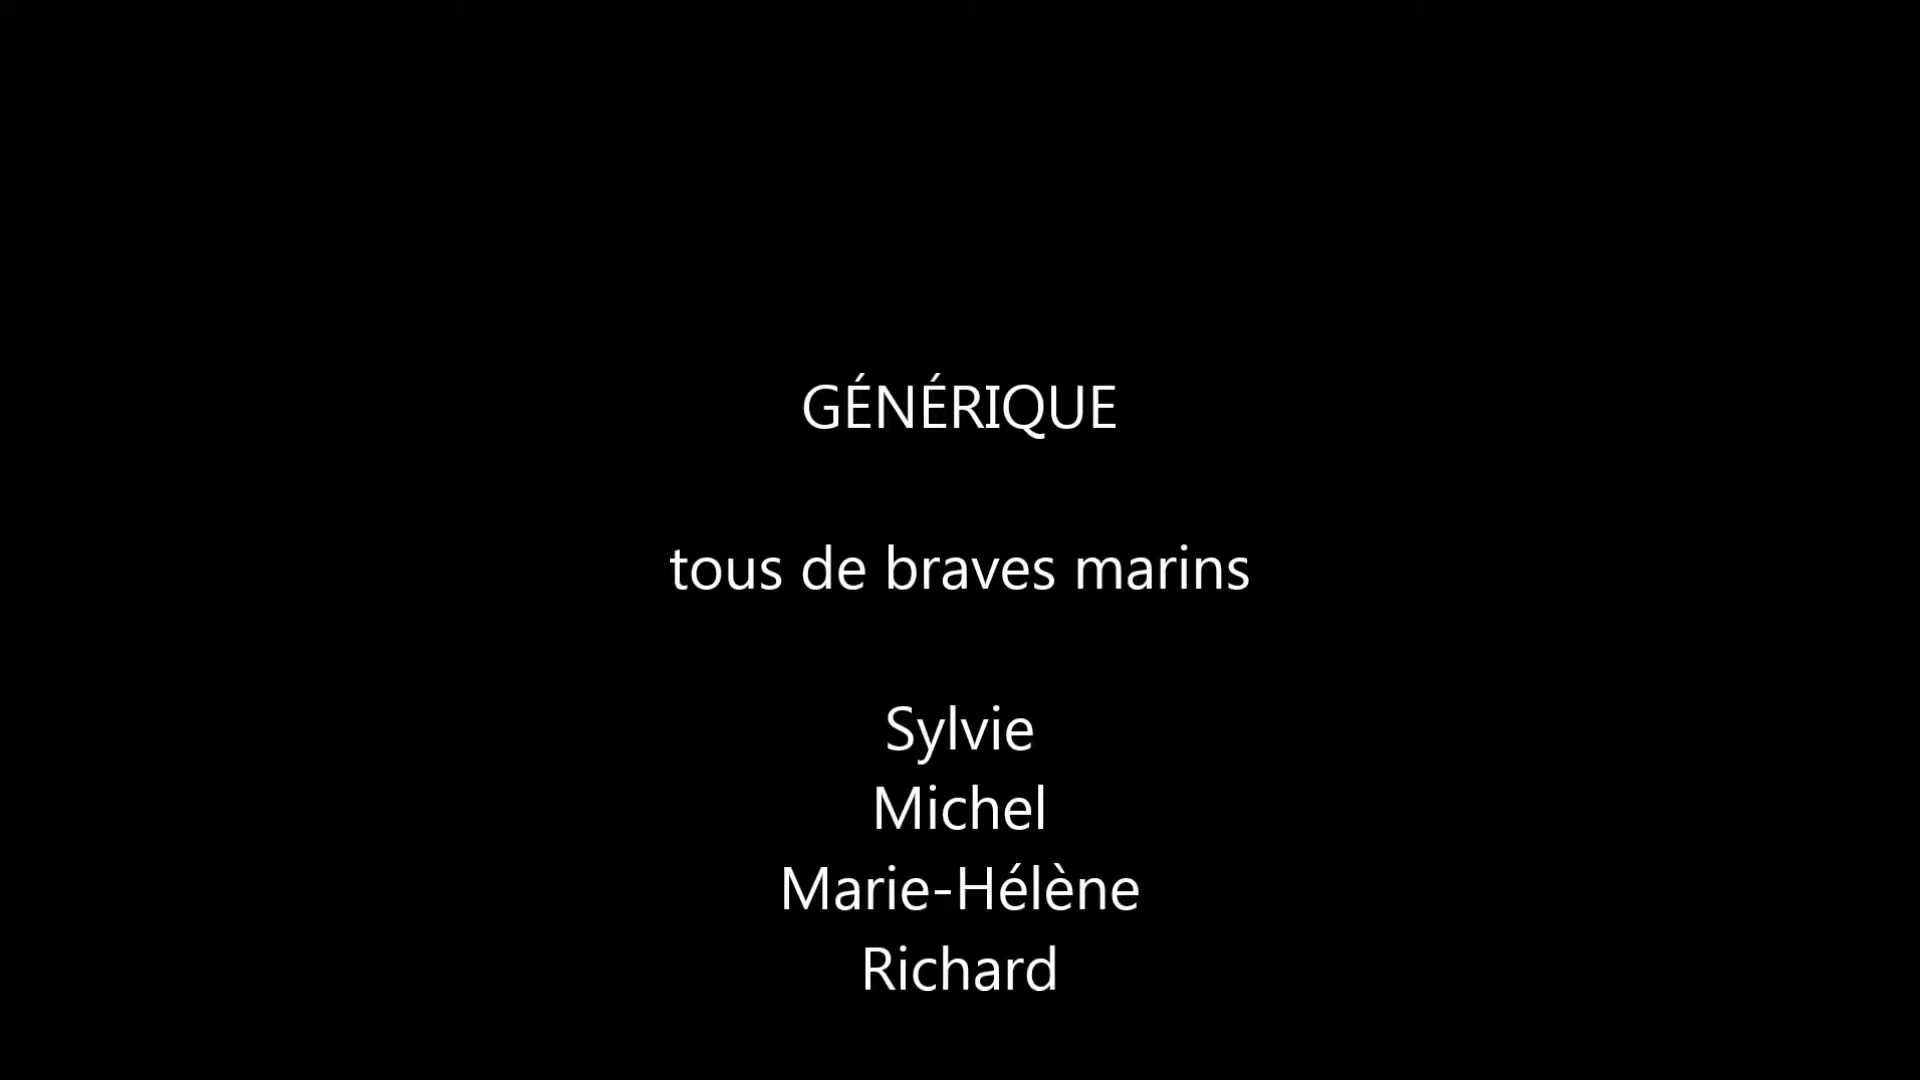 GÉNÉRIQUE
tous de braves marins
Sylvie
Michel
Marie-Hélène
Richard